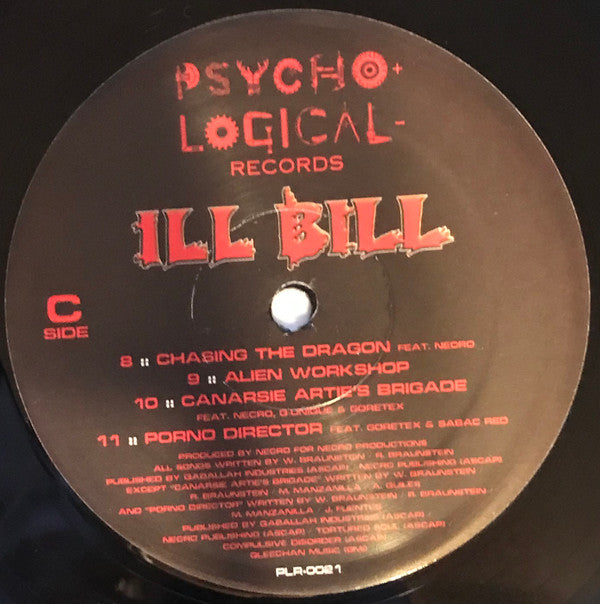 PSYCHO+
LOGICAL-
RECORDS
ILL BILL
C
SIDE
8 :: CHASING THE DRAGON FEAT. NECRO
9 :: ALIEN WORKSHOP
10 :: CANARSIE ARTIE'S BRIGADE
FEAT. NECRO, Q-UNIQUE & GORETEX
11 :: PORNO DIRECTOR FEAT. GORETEX & SABAC RED
PRODUCED BY NECRO FOR NECRO PRODUCTIONS
ALL SONGS WRITTEN BY W. BRAUNSTEIN / R. BRAUNSTEIN
PUBLISHED BY GABALLAH INDUSTRIES (ASCAP) / NECRO PUBLISHING (ASCAP)
EXCEPT "CANARSIE ARTIE'S BRIGADE" WRITTEN BY W. BRAUNSTEIN
R. BRAUNSTEIN / M. MANZANILLA / A. QUILES
AND "PORNO DIRECTOR" WRITTEN BY W. BRAUNSTEIN / R. BRAUNSTEIN /
M. MANZANILLA / J. FUENTES
PUBLISHED BY GABALLAH INDUSTRIES (ASCAP) /
NECRO PUBLISHING (ASCAP) / TORTURED SOUL (ASCAP)
COMPULSIVE DISORDER (ASCAP)
GLEECHAN MUSIC (BMI)
PLR-0021